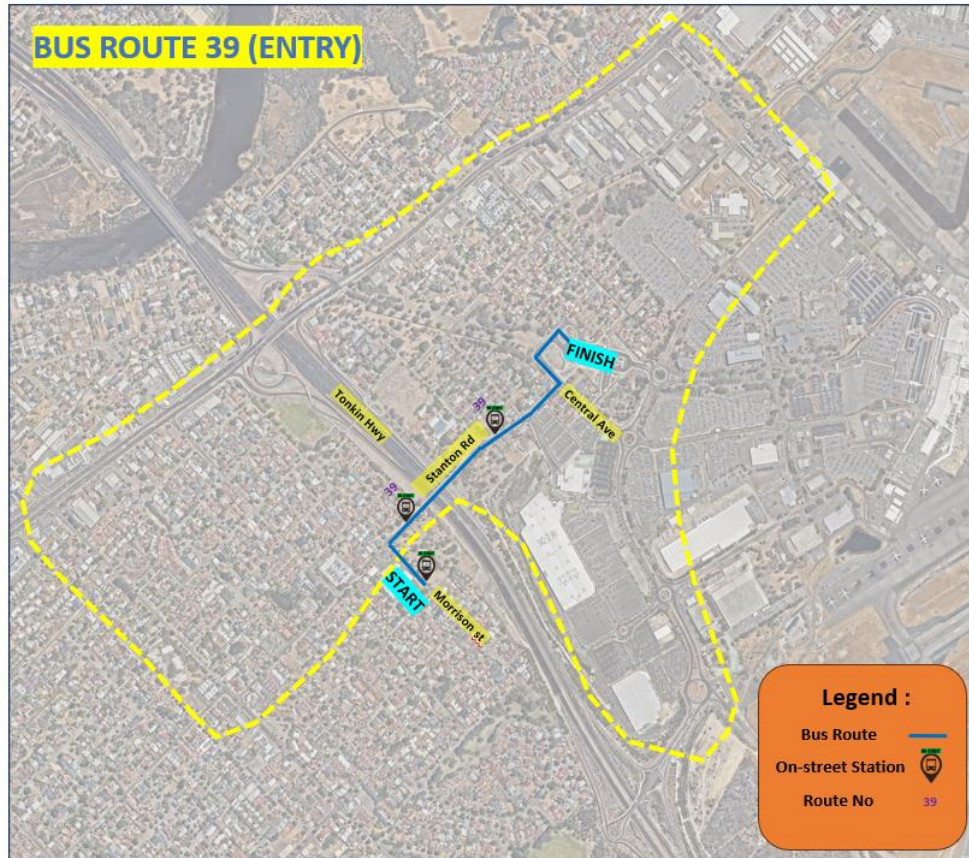 BUS ROUTE 39 (ENTRY)
FINISH
Tonkin Hwy
39
Central Ave
Stanton Rd
39
START
Morrison st
Legend :
Bus Route
On-street Station
Route No 39